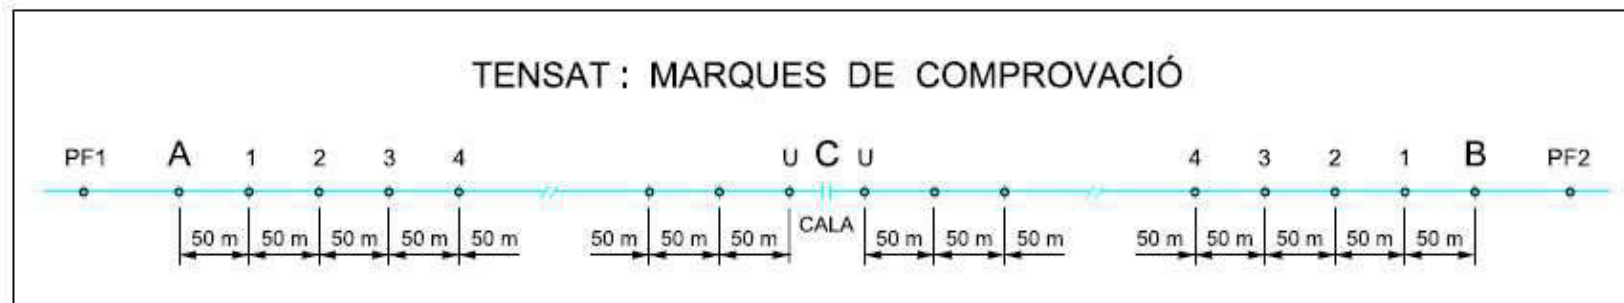 TENSAT : MARQUES DE COMPROVACIÓ
PF1 A 1 2 3 4 U C U 4 3 2 1 B PF2
CALA
50 m 50 m 50 m 50 m 50 m 50 m 50 m 50 m 50 m 50 m 50 m 50 m 50 m 50 m 50 m 50 m